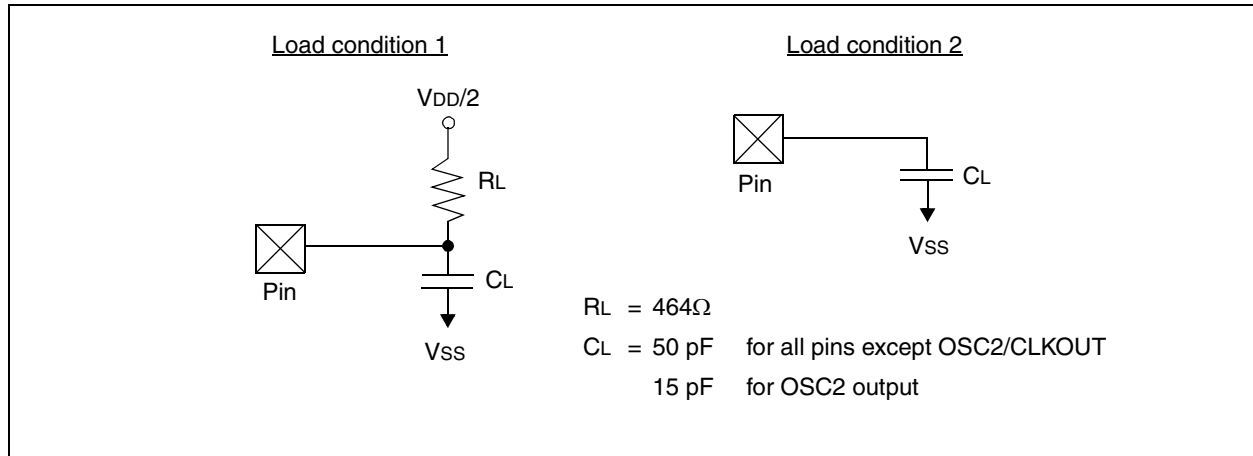 Load condition 1
VDD/2
RL
Pin
CL
VSS
Load condition 2
Pin
CL
VSS
RL = 464Ω
CL = 50 pF for all pins except OSC2/CLKOUT
15 pF for OSC2 output